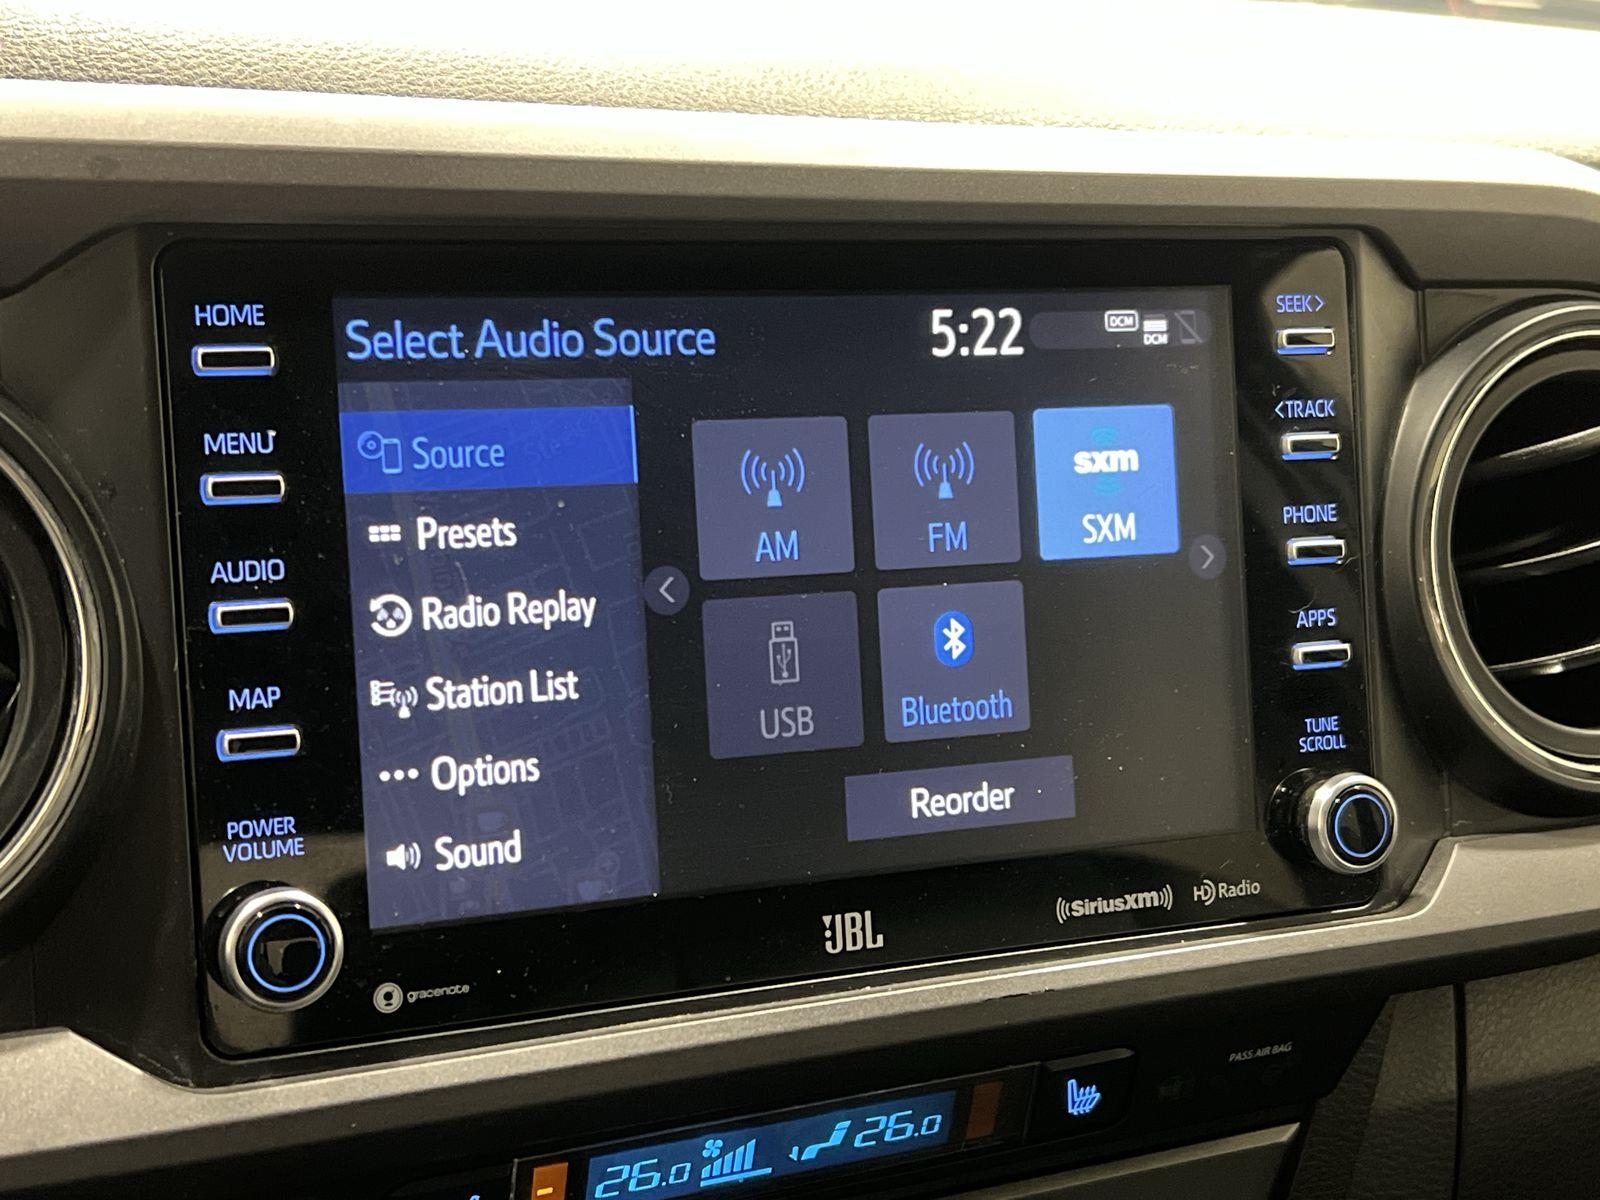 HOME
MENU
AUDIO
MAP
POWER
VOLUME
Select Audio Source
5:22
DCM
DCM
Source
Presets
Radio Replay
Station List
Options
Sound
AM
FM
sxm
SXM
USB
Bluetooth
Reorder
SEEK>
<TRACK
PHONE
APPS
TUNE
SCROLL
gracenote
JBL
((SiriusXM))
HD Radio
PASS AIR BAG
26.0
26.0